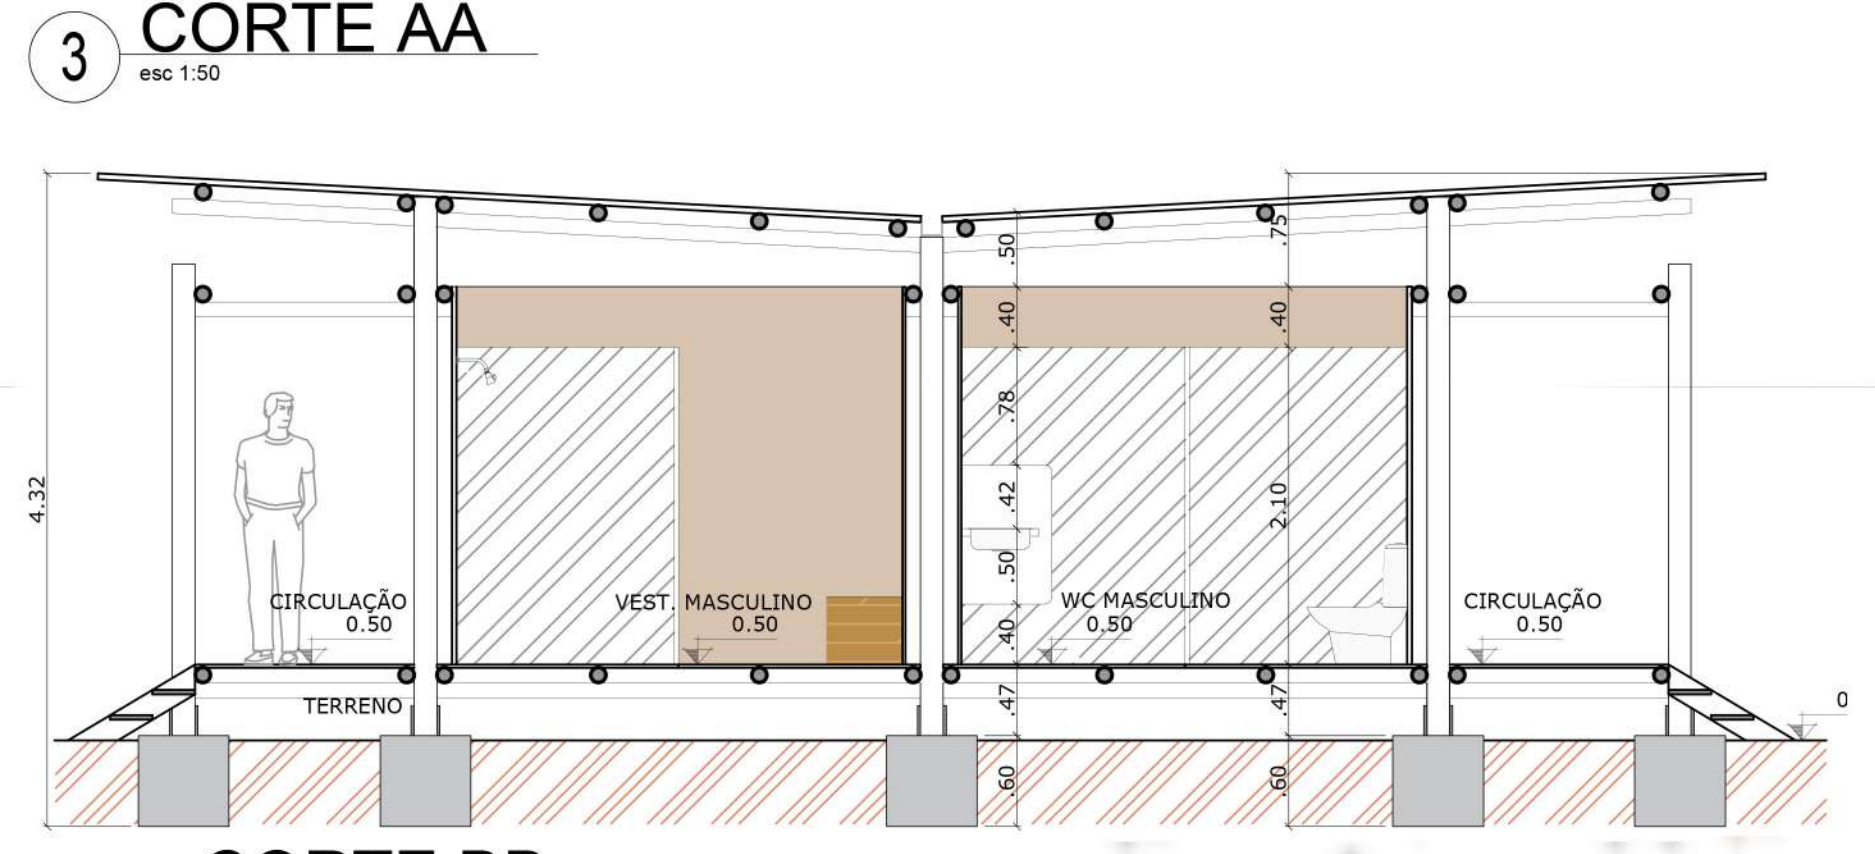 3
CORTE AA
esc 1:50
4.32
.50
.75
.40
.40
.78
.42
2.10
.50
.40
CIRCULAÇÃO
0.50
VEST. MASCULINO
0.50
WC MASCULINO
0.50
CIRCULAÇÃO
0.50
TERRENO
.47
.47
0
.60
.60